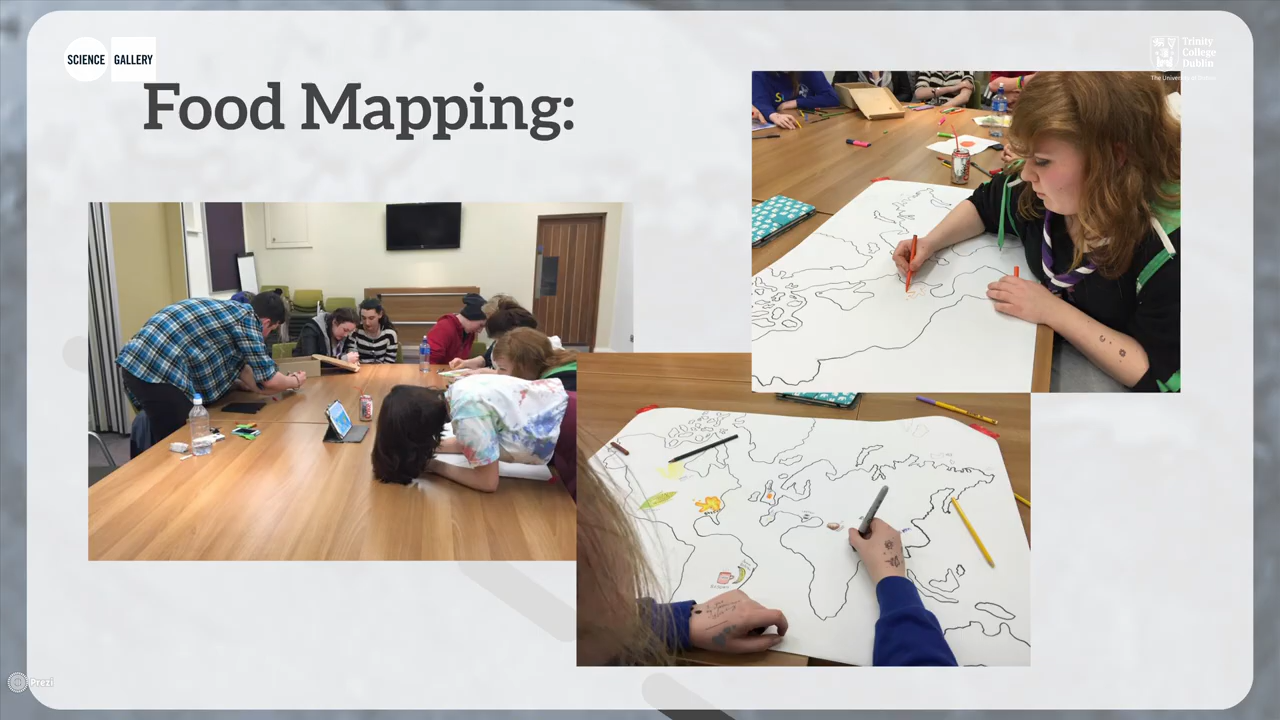 SCIENCE GALLERY
Trinity
College
Dublin
Food Mapping:
Prezi